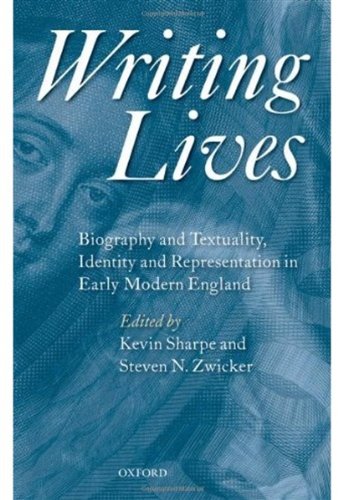 Writing
Lives
Biography and Textuality,
Identity and Representation in
Early Modern England
Edited by
Kevin Sharpe and
Steven N. Zwicker
OXFORD